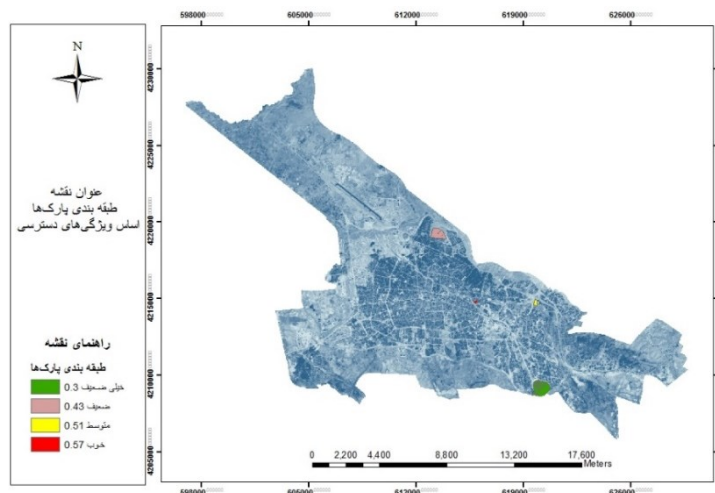 598000 605000 612000 619000 626000
N
عنوان نقشه
طبقه بندی پارک‌ها
اساس ویژگی‌های دسترسی
راهنمای نقشه
طبقه بندی پارک‌ها
خیلی ضعیف 0.3
ضعیف 0.43
متوسط 0.51
خوب 0.57
4230000
4225000
4220000
4215000
4210000
4205000
0 2,200 4,400 8,800 13,200 17,600
Meters
598000 605000 612000 619000 626000